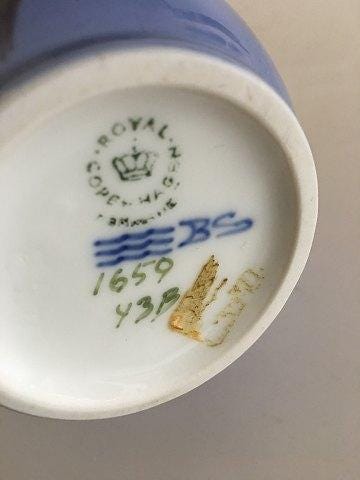 ROYAL
COPENHAGEN
DENMARK
BS
1659
43B